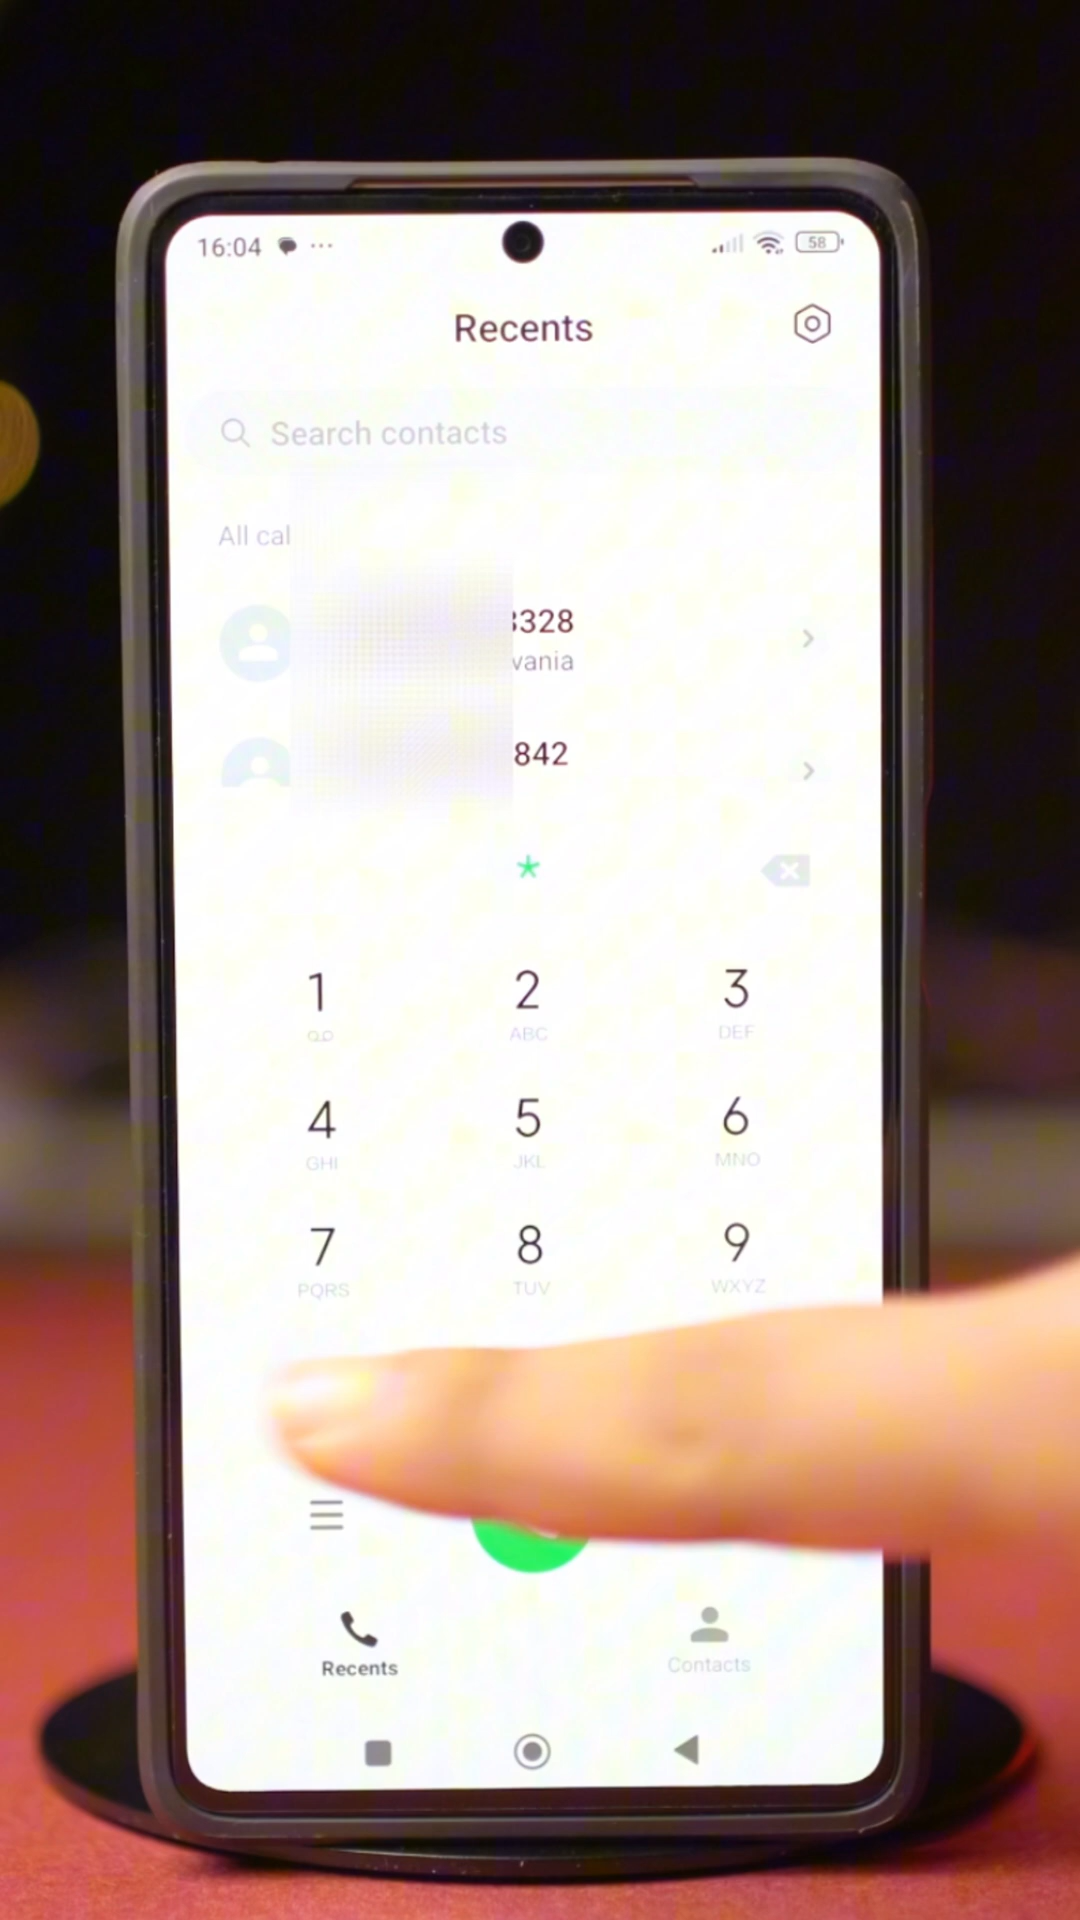 16:04
58
Recents
Search contacts
All cal
3328
vania
842
*
1 2 3
ABC DEF
4 5 6
GHI JKL MNO
7 8 9
PQRS TUV WXYZ
Recents Contacts